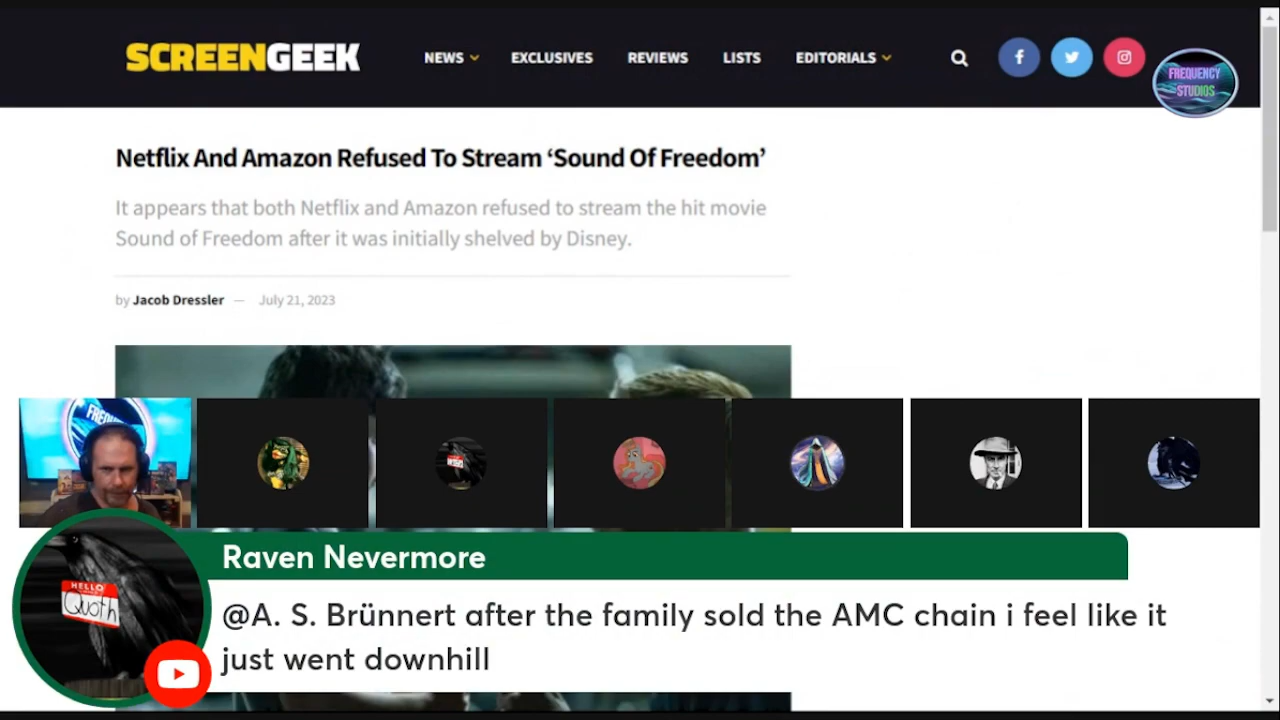 SCREENGEEK
NEWS EXCLUSIVES REVIEWS LISTS EDITORIALS
FREQUENCY
STUDIOS
Netflix And Amazon Refused To Stream ‘Sound Of Freedom’
It appears that both Netflix and Amazon refused to stream the hit movie
Sound of Freedom after it was initially shelved by Disney.
by Jacob Dressler — July 21, 2023
Raven Nevermore
HELLO
Quoth
@A. S. Brünnert after the family sold the AMC chain i feel like it
just went downhill